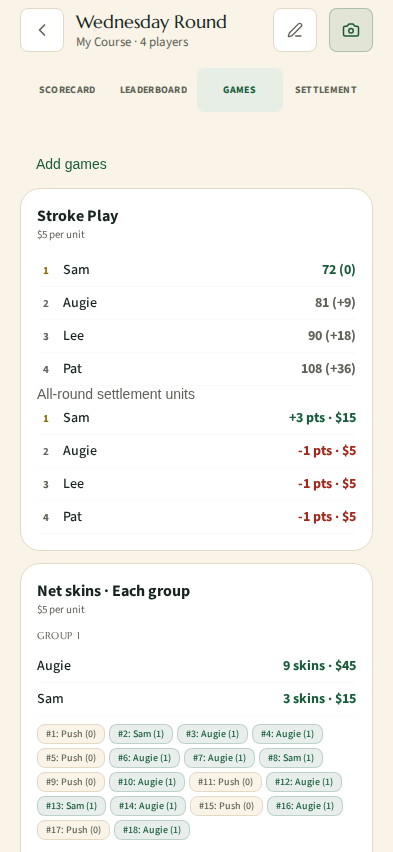 Wednesday Round
My Course · 4 players
SCORECARD LEADERBOARD GAMES SETTLEMENT
Add games
Stroke Play
$5 per unit
1 Sam 72 (0)
2 Augie 81 (+9)
3 Lee 90 (+18)
4 Pat 108 (+36)
All-round settlement units
1 Sam +3 pts · $15
2 Augie -1 pts · $5
3 Lee -1 pts · $5
4 Pat -1 pts · $5
Net skins · Each group
$5 per unit
GROUP 1
Augie 9 skins · $45
Sam 3 skins · $15
#1: Push (0) #2: Sam (1) #3: Augie (1) #4: Augie (1)
#5: Push (0) #6: Augie (1) #7: Augie (1) #8: Sam (1)
#9: Push (0) #10: Augie (1) #11: Push (0) #12: Augie (1)
#13: Sam (1) #14: Augie (1) #15: Push (0) #16: Augie (1)
#17: Push (0) #18: Augie (1)